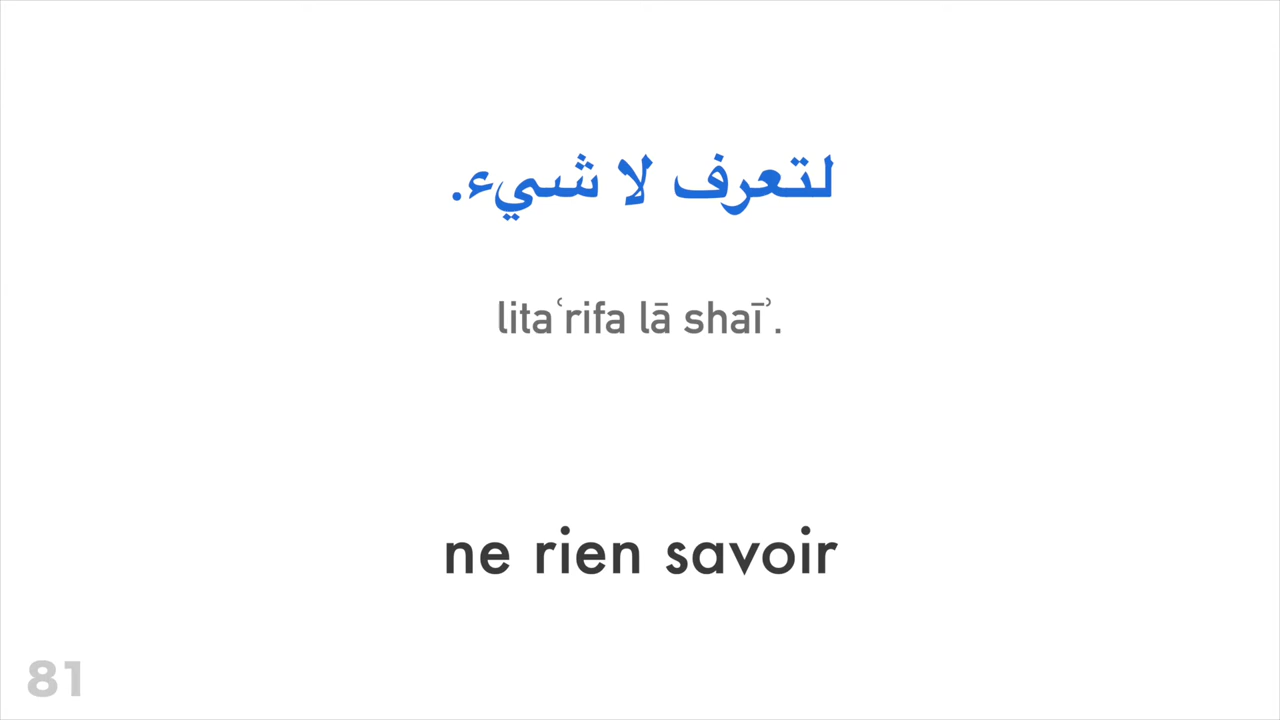 لتعرف لا شيء.
litaʿrifa lā shaīʾ.
ne rien savoir
81